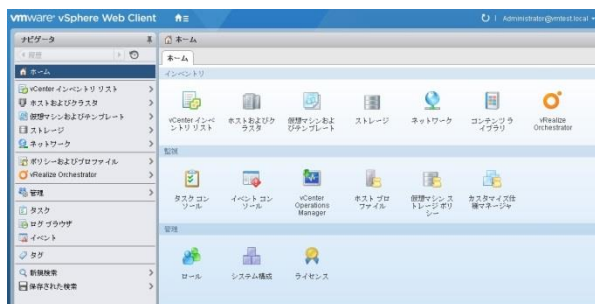 vmware® vSphere Web Client
Administrator@vmtest.local
ナビゲータ
履歴
ホーム
vCenter インベントリ リスト
ホストおよびクラスタ
仮想マシンおよびテンプレート
ストレージ
ネットワーク
ポリシーおよびプロファイル
vRealize Orchestrator
管理
タスク
ログ ブラウザ
イベント
タグ
新規検索
保存された検索
ホーム
ホーム
インベントリ
vCenter インベ
ントリ リスト
ホストおよびク
ラスタ
仮想マシンおよ
びテンプレート
ストレージ
ネットワーク
コンテンツ ラ
イブラリ
vRealize
Orchestrator
監視
タスク コン
ソール
イベント コン
ソール
vCenter
Operations
Manager
ホスト プロ
ファイル
仮想マシン ス
トレージ ポリ
シー
カスタマイズ仕
様マネージャ
管理
ロール
システム構成
ライセンス